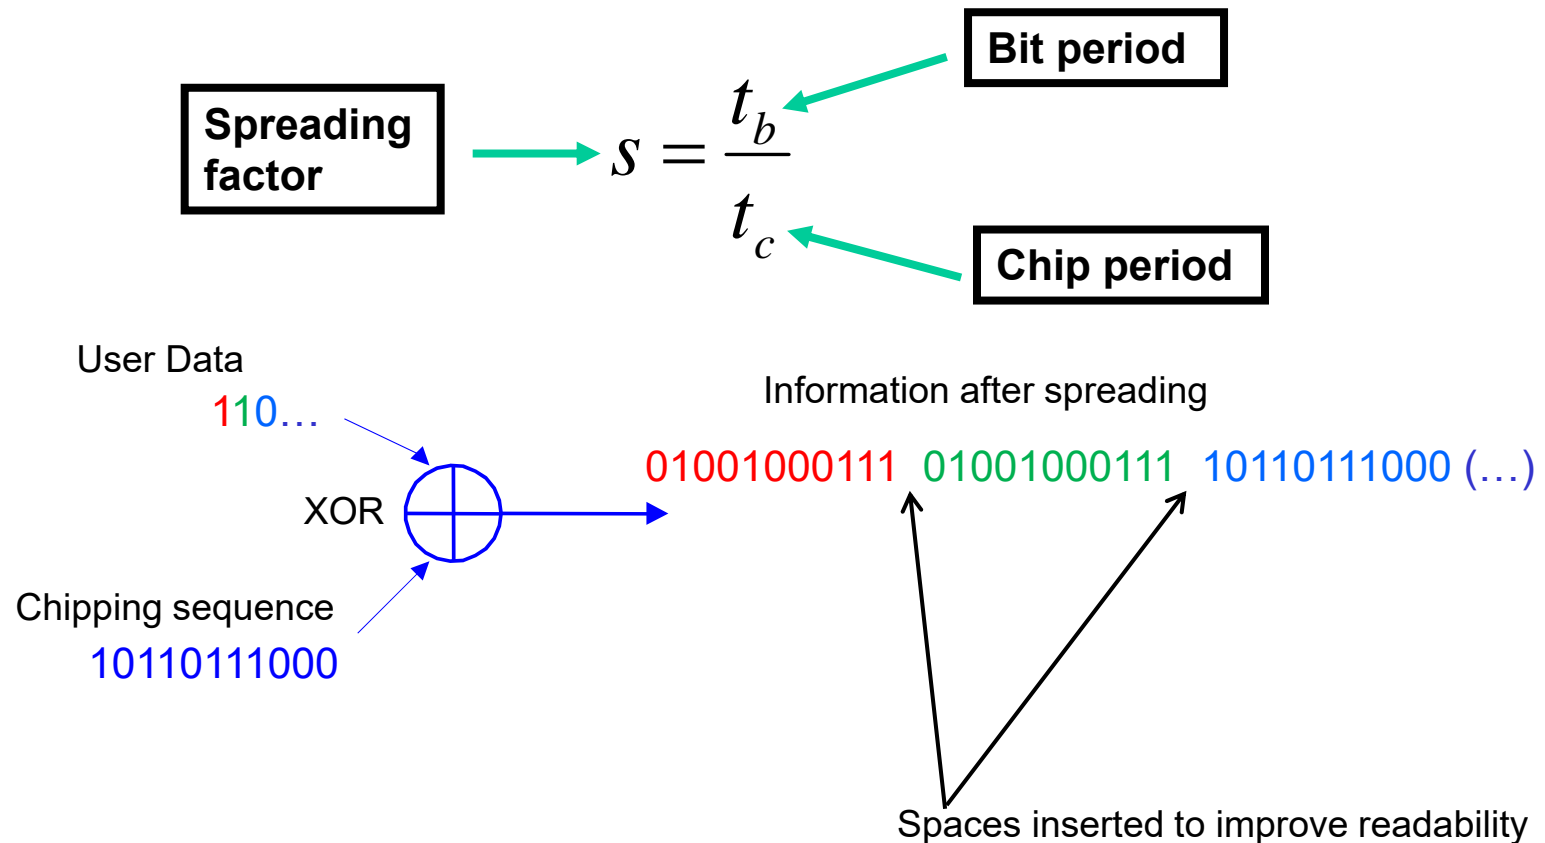 Bit period
Spreading
factor
s = t_b / t_c
Chip period
User Data
110...
Information after spreading
01001000111 01001000111 10110111000 (...)
XOR
Chipping sequence
10110111000
Spaces inserted to improve readability